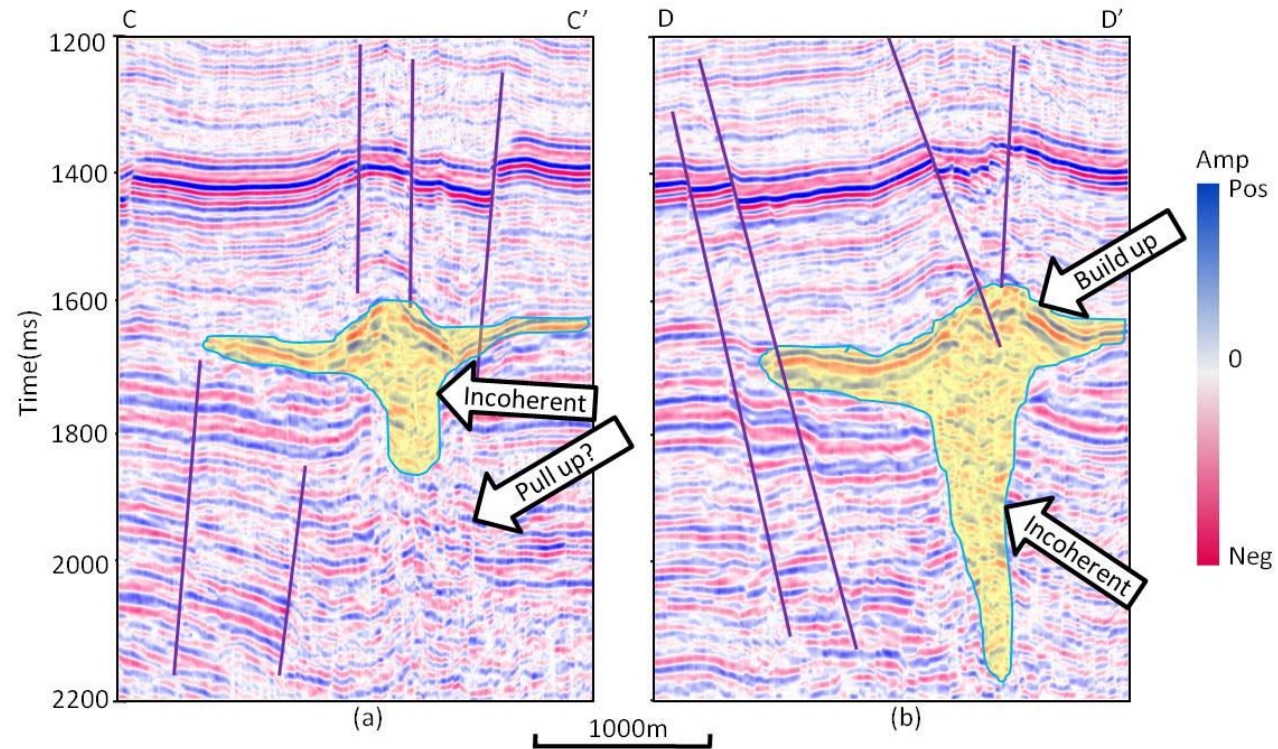 C
C’
D
D’
1200
1400
1600
1800
2000
2200
Time(ms)
Incoherent
Pull up?
Build up
Incoherent
Amp
Pos
0
Neg
(a)
(b)
1000m